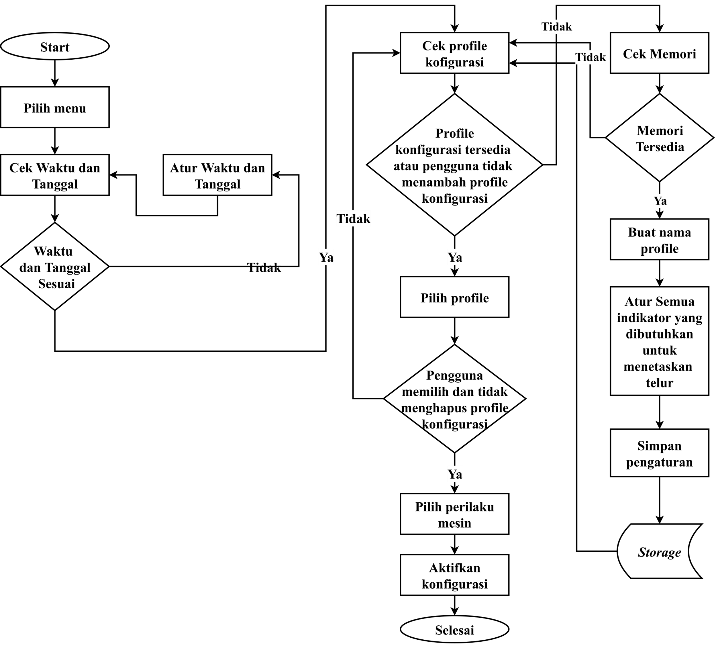 Start
Pilih menu
Cek Waktu dan
Tanggal
Atur Waktu dan
Tanggal
Waktu
dan Tanggal
Sesuai
Tidak
Ya
Cek profile
kofigurasi
Profile
konfigurasi tersedia
atau pengguna tidak
menambah profile
konfigurasi
Tidak
Ya
Pilih profile
Pengguna
memilih dan tidak
menghapus profile
konfigurasi
Tidak
Ya
Pilih perilaku
mesin
Aktifkan
konfigurasi
Selesai
Cek Memori
Memori
Tersedia
Tidak
Ya
Buat nama
profile
Atur Semua
indikator yang
dibutuhkan
untuk
menetaskan
telur
Simpan
pengaturan
Storage